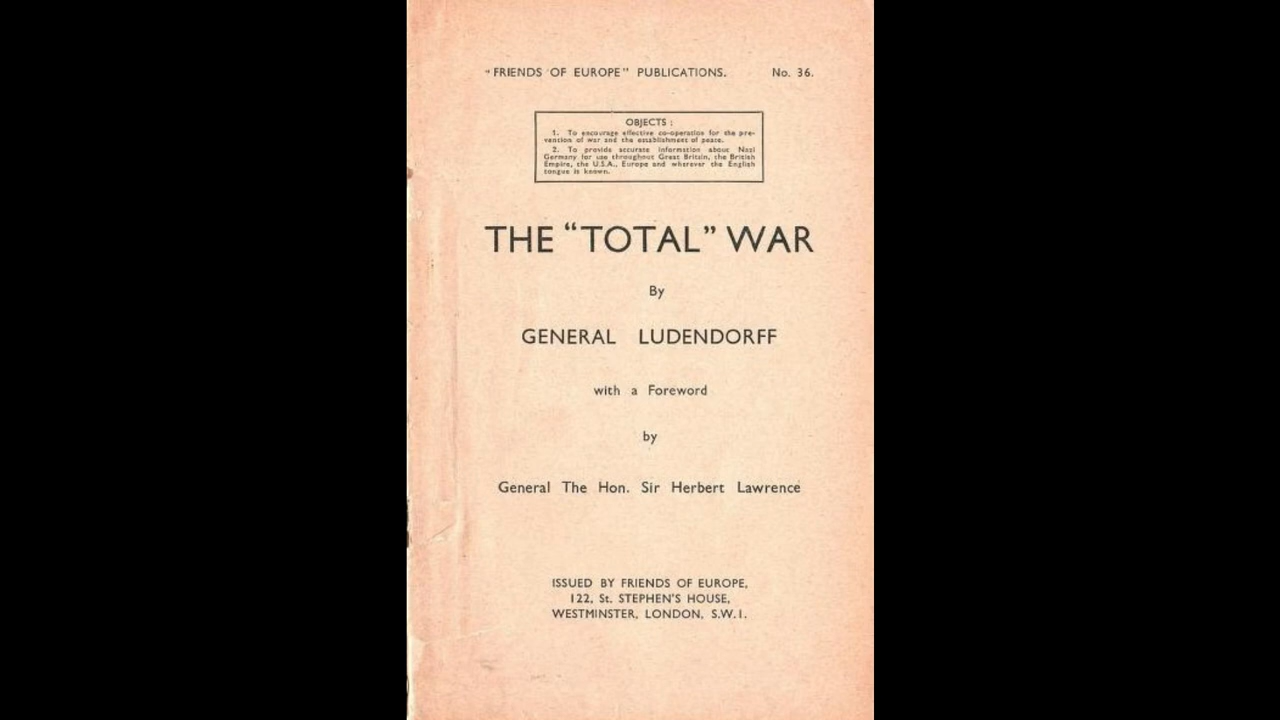 "FRIENDS OF EUROPE" PUBLICATIONS. No. 36.
OBJECTS :
1. To encourage effective co-operation for the pre-
vention of war and the establishment of peace.
2. To provide accurate information about Nazi
Germany for use throughout Great Britain, the British
Empire, the U.S.A., Europe and wherever the English
tongue is known.
THE "TOTAL" WAR
By
GENERAL LUDENDORFF
with a Foreword
by
General The Hon. Sir Herbert Lawrence
ISSUED BY FRIENDS OF EUROPE,
122, St. STEPHEN'S HOUSE,
WESTMINSTER, LONDON, S.W.1.